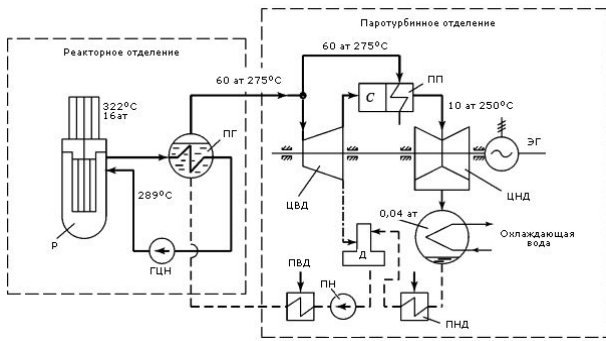 Паротурбинное отделение
Реакторное отделение
60 ат 275°С
60 ат 275°С
ПП
С
322°С
16ат
ПГ
10 ат 250°С
ЭГ
ЦВД
ЦНД
289°С
0,04 ат
Р
ГЦН
Охлаждающая
вода
Д
ПВД
ПН
ПНД